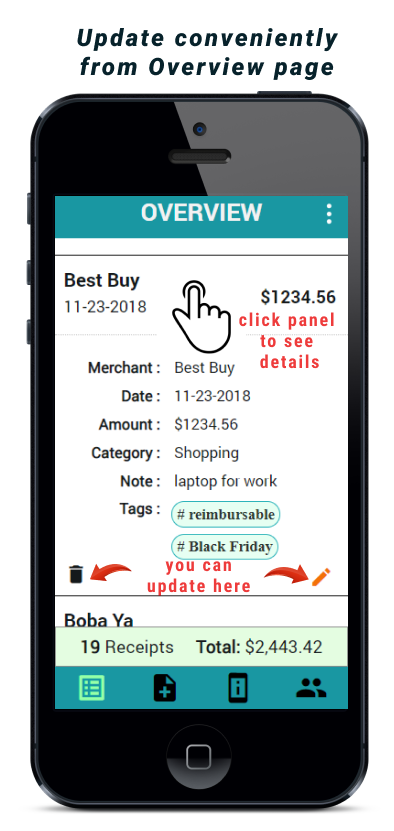 Update conveniently
from Overview page
OVERVIEW
Best Buy
11-23-2018
$1234.56
click panel
to see
details
Merchant : Best Buy
Date : 11-23-2018
Amount : $1234.56
Category : Shopping
Note : laptop for work
Tags : # reimbursable
# Black Friday
you can
update here
Boba Ya
19 Receipts Total: $2,443.42